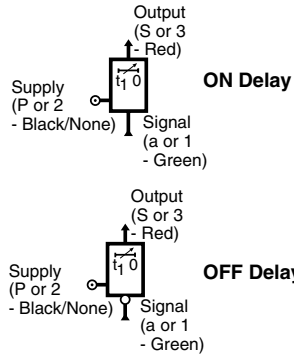 Output
(S or 3
- Red)
Supply
(P or 2
- Black/None)
t1 0
ON Delay
Signal
(a or 1
- Green)
Output
(S or 3
- Red)
Supply
(P or 2
- Black/None)
t1 0
OFF Delay
Signal
(a or 1
- Green)